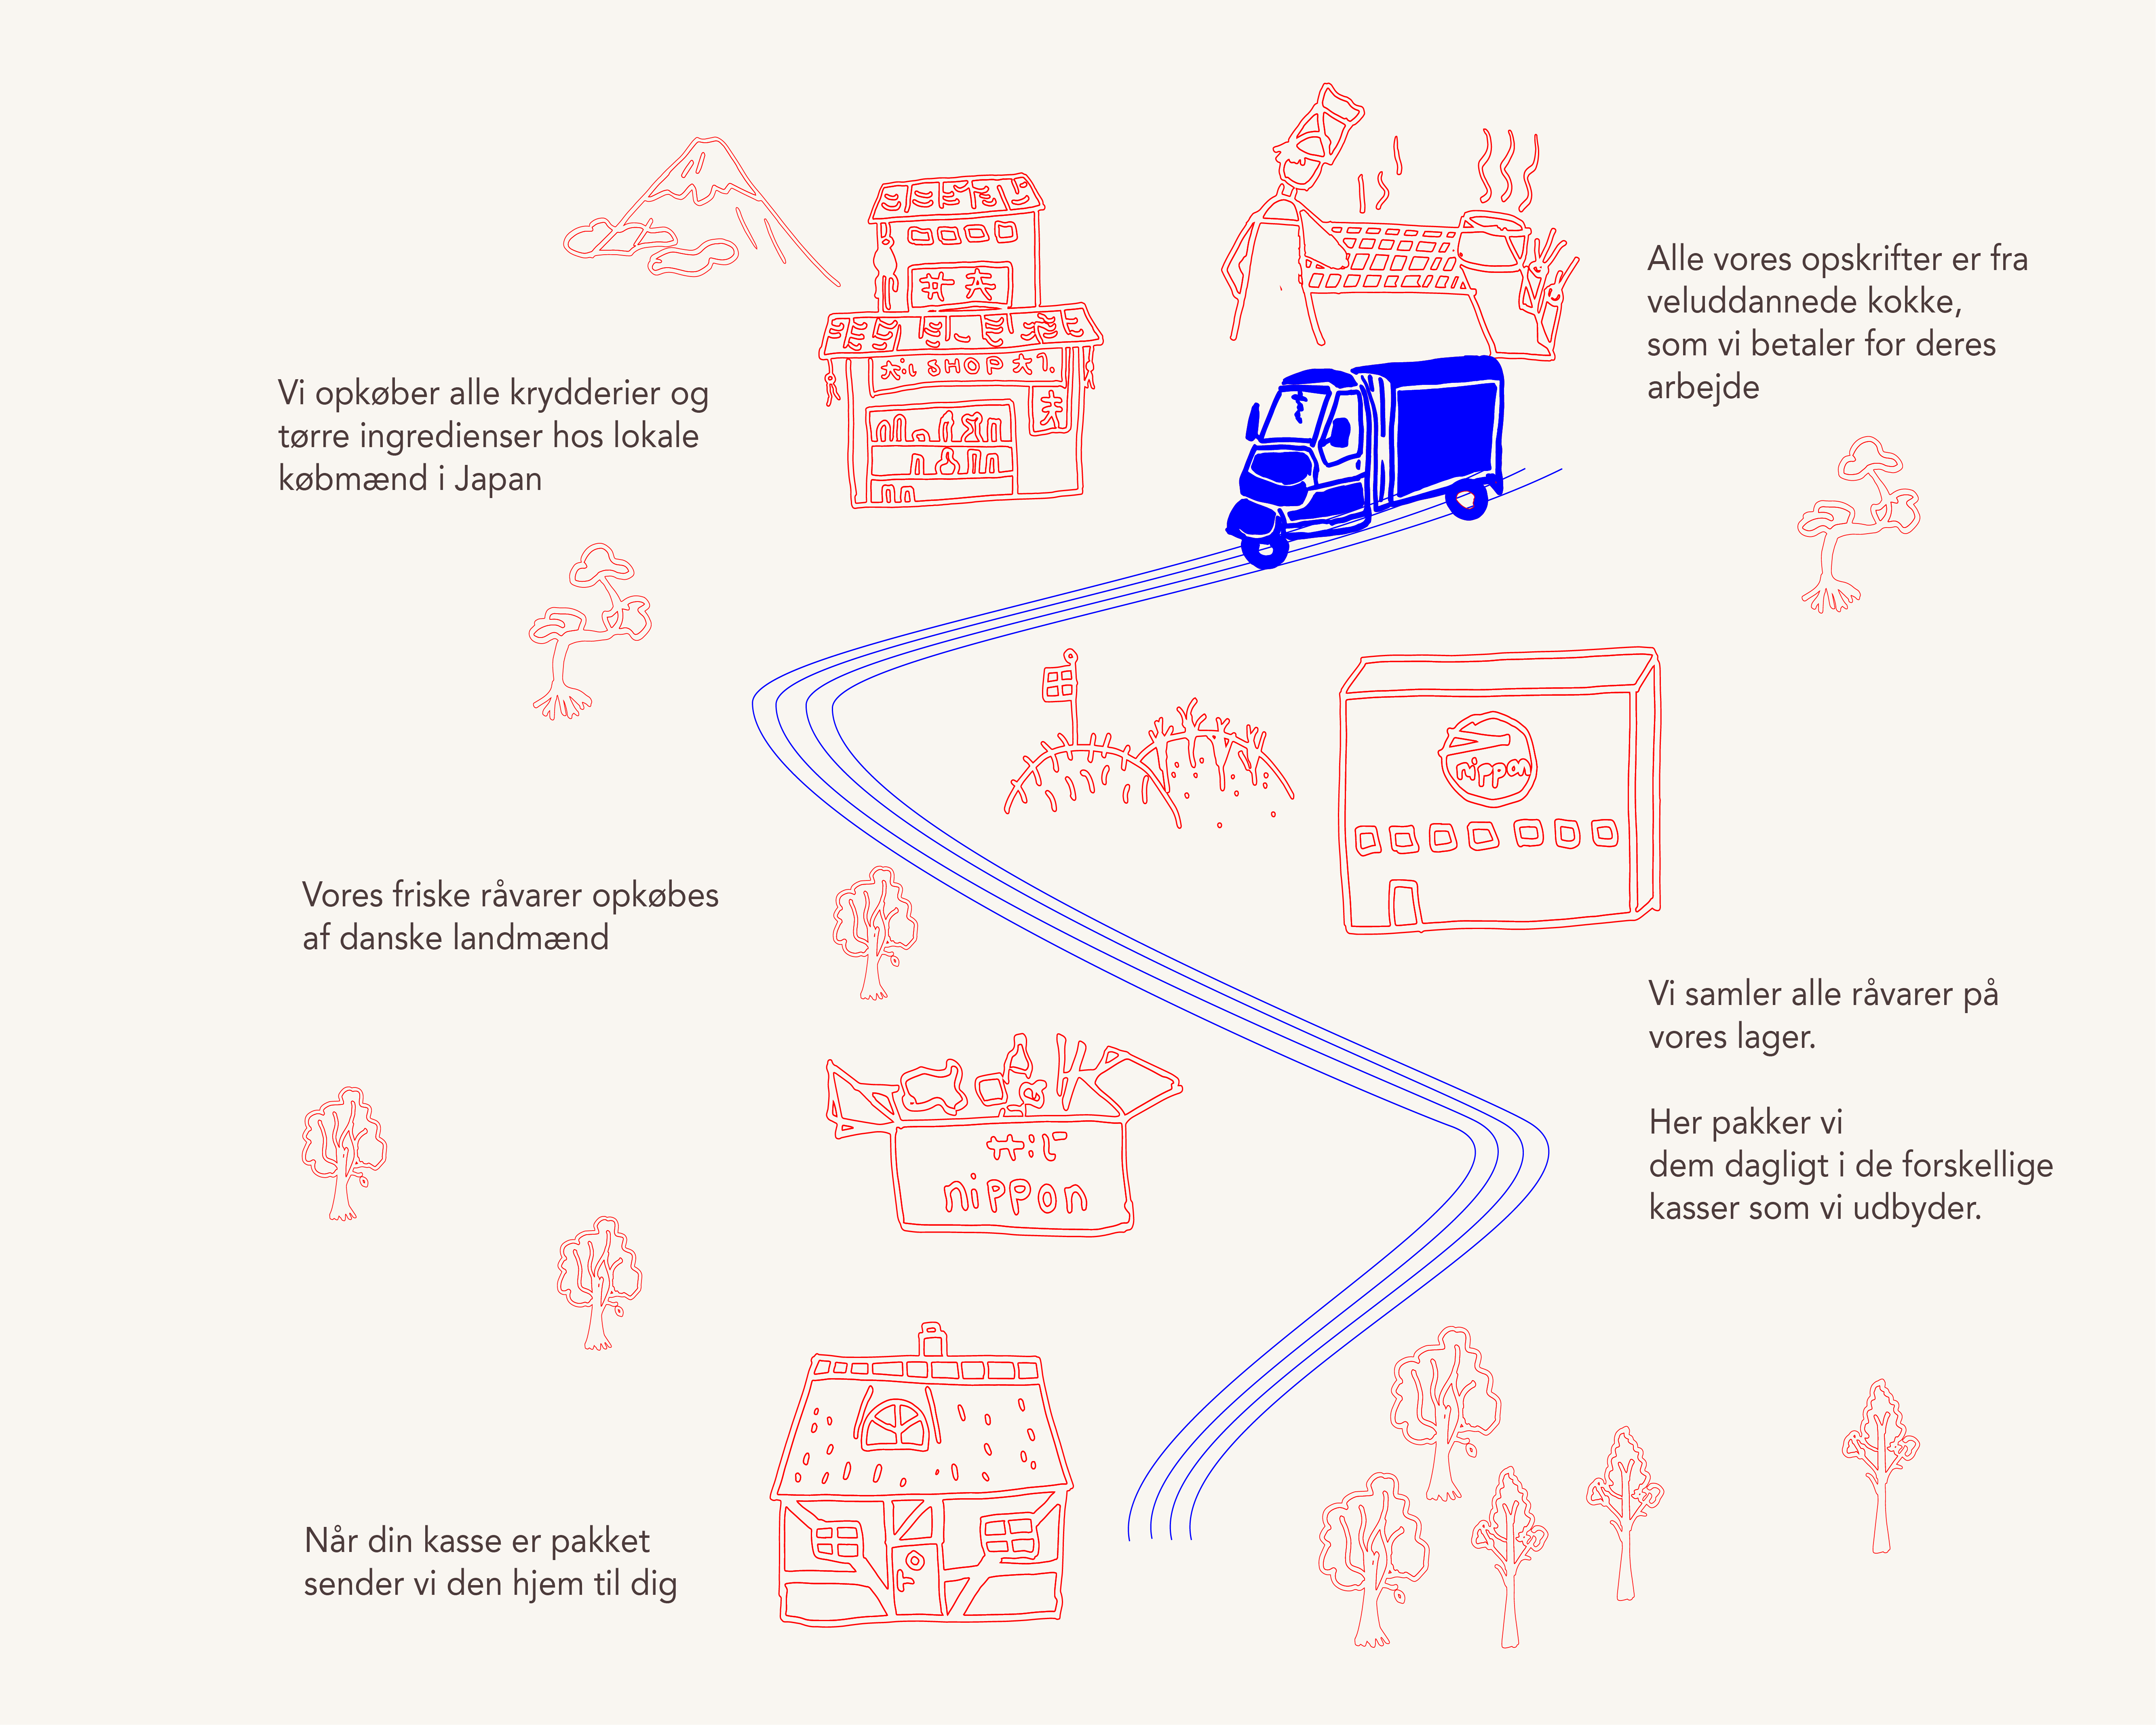 Alle vores opskrifter er fra
veluddannede kokke,
som vi betaler for deres
arbejde
SHOP
Vi opkøber alle krydderier og
tørre ingredienser hos lokale
købmænd i Japan
nippon
Vores friske råvarer opkøbes
af danske landmænd
Vi samler alle råvarer på
vores lager.
Her pakker vi
dem dagligt i de forskellige
kasser som vi udbyder.
nippon
Når din kasse er pakket
sender vi den hjem til dig